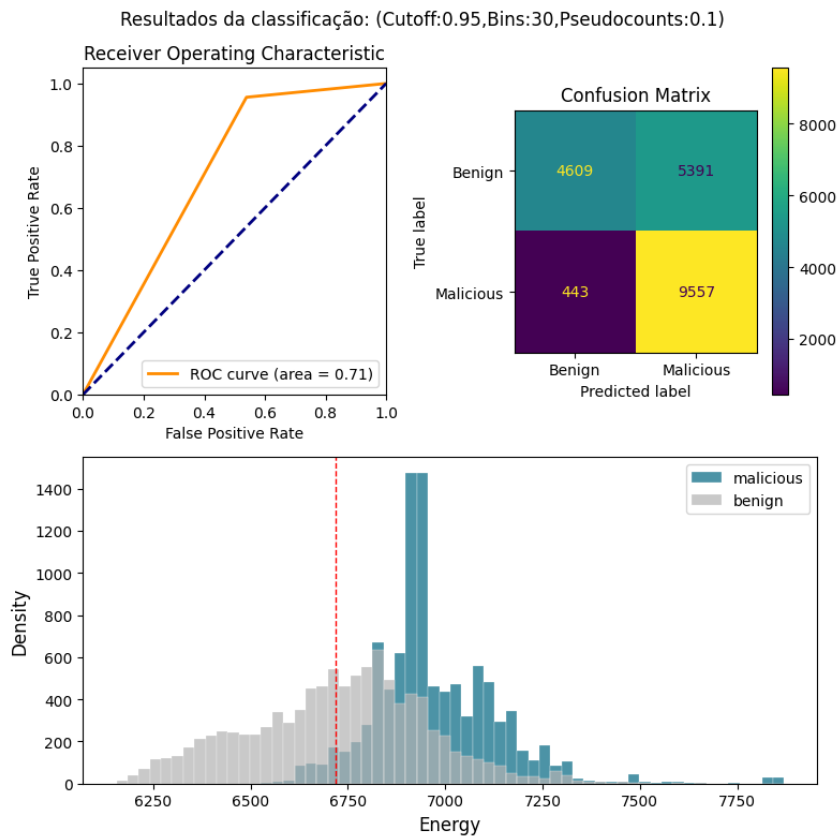 Resultados da classificação: (Cutoff:0.95,Bins:30,Pseudocounts:0.1)
Receiver Operating Characteristic
True Positive Rate
1.0
0.8
0.6
0.4
0.2
0.0
ROC curve (area = 0.71)
0.0 0.2 0.4 0.6 0.8 1.0
False Positive Rate
Confusion Matrix
True label
Benign 4609 5391
Malicious 443 9557
Benign Malicious
Predicted label
8000
6000
4000
2000
malicious
benign
Density
1400
1200
1000
800
600
400
200
0
6250 6500 6750 7000 7250 7500 7750
Energy